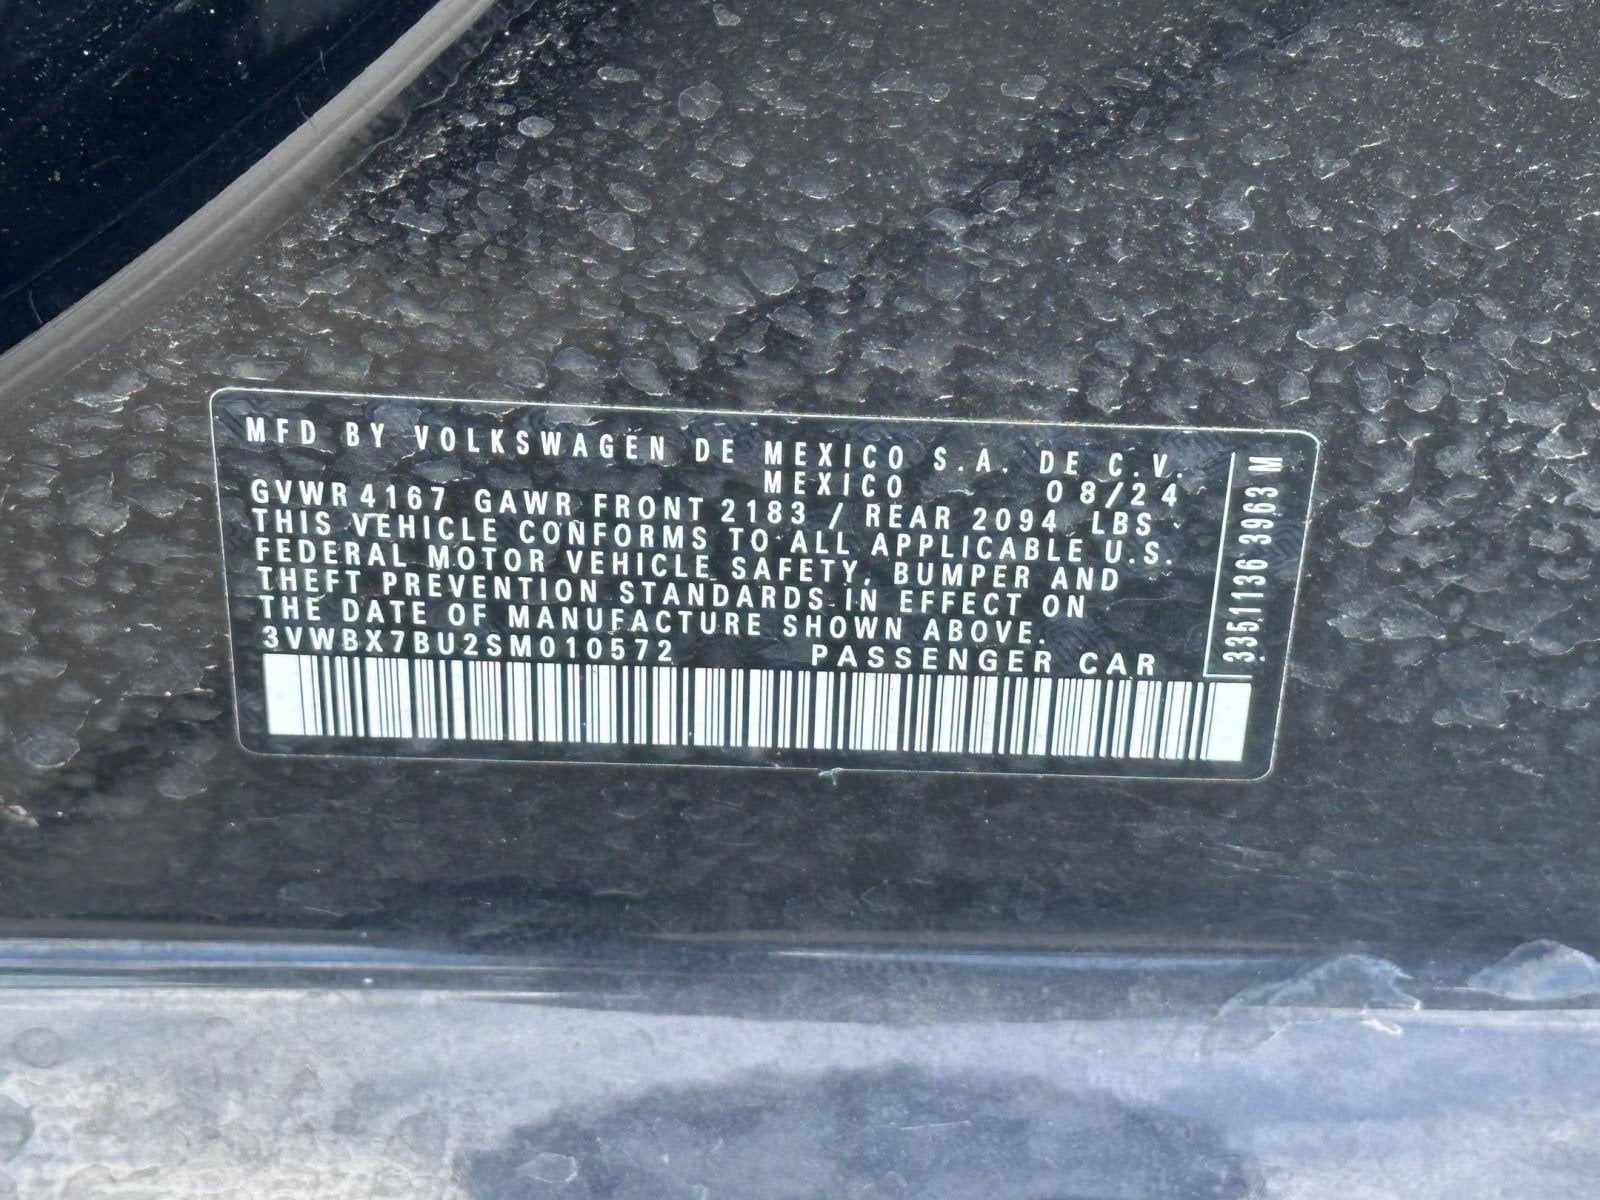 MFD BY VOLKSWAGEN DE MEXICO S.A. DE C.V.
MEXICO 08/24
GVWR 4167 GAWR FRONT 2183 / REAR 2094 LBS
THIS VEHICLE CONFORMS TO ALL APPLICABLE U.S.
FEDERAL MOTOR VEHICLE SAFETY, BUMPER AND
THEFT PREVENTION STANDARDS IN EFFECT ON
THE DATE OF MANUFACTURE SHOWN ABOVE.
3VWBX7BU2SM010572 PASSENGER CAR
335.1136 3963 M